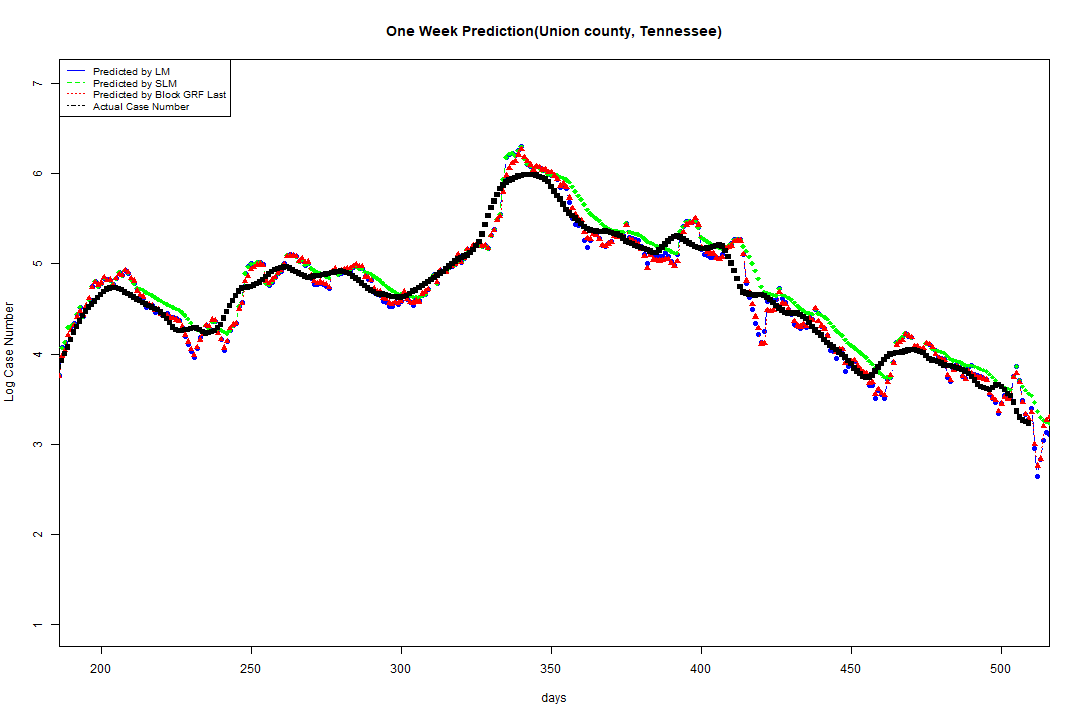 One Week Prediction(Union county, Tennessee)
Predicted by LM
Predicted by SLM
Predicted by Block GRF Last
Actual Case Number
7
6
5
4
3
2
1
Log Case Number
200 250 300 350 400 450 500
days